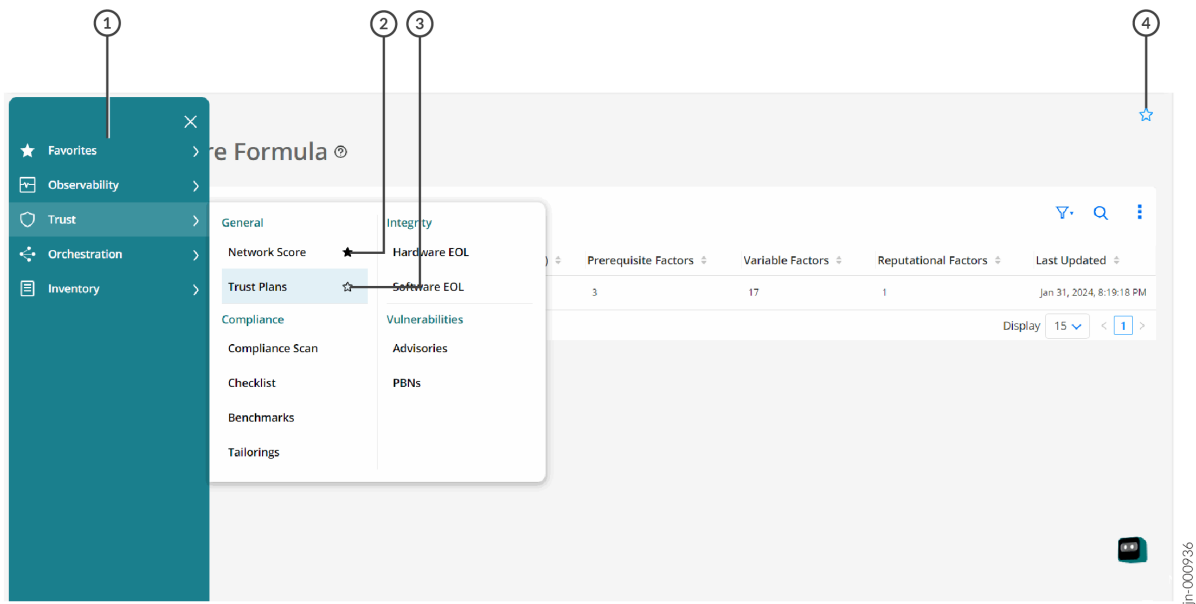 1 2 3 4
Favorites
re Formula
Observability
Trust
Orchestration
Inventory
General
Network Score
Trust Plans
Compliance
Compliance Scan
Checklist
Benchmarks
Tailorings
Integrity
Hardware EOL
Software EOL
Vulnerabilities
Advisories
PBNs
) Prerequisite Factors Variable Factors Reputational Factors Last Updated
3 17 1 Jan 31, 2024, 8:19:18 PM
Display 15 < 1 >
jn-000936